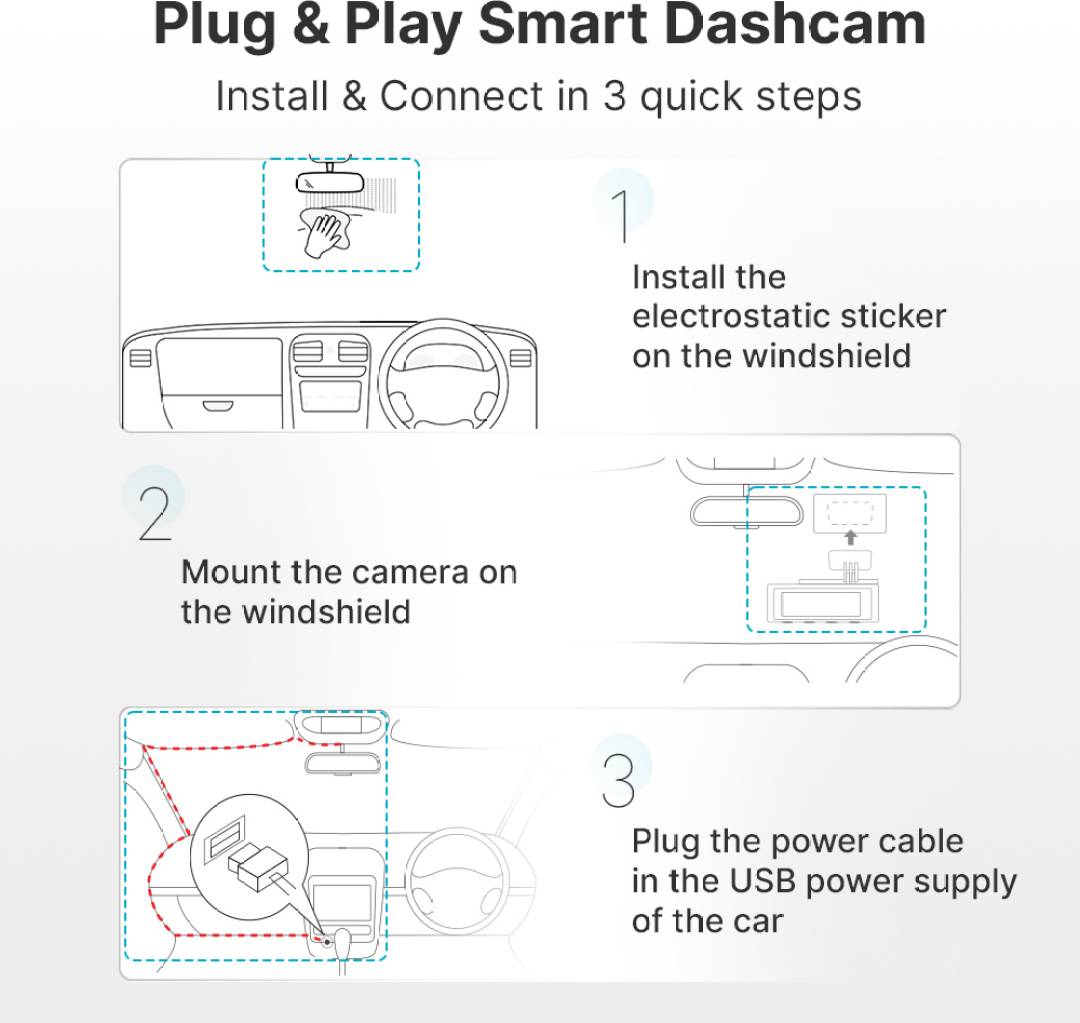 Plug & Play Smart Dashcam
Install & Connect in 3 quick steps
1
Install the
electrostatic sticker
on the windshield
2
Mount the camera on
the windshield
3
Plug the power cable
in the USB power supply
of the car